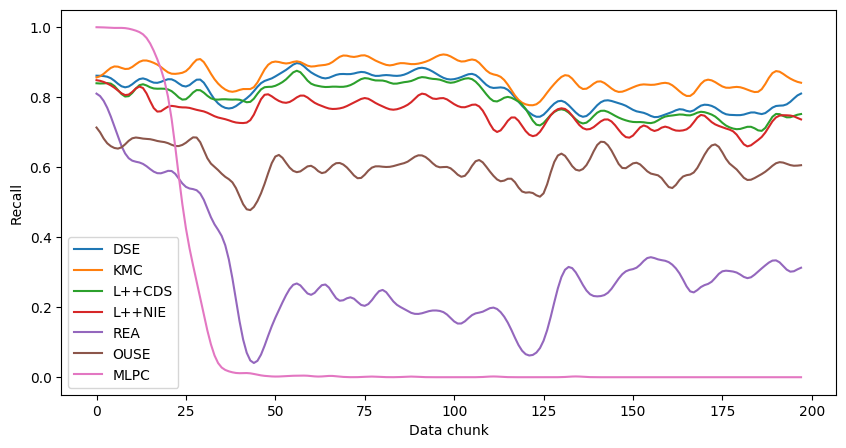 1.0
0.8
0.6
0.4
0.2
0.0
Recall
DSE
KMC
L++CDS
L++NIE
REA
OUSE
MLPC
0 25 50 75 100 125 150 175 200
Data chunk